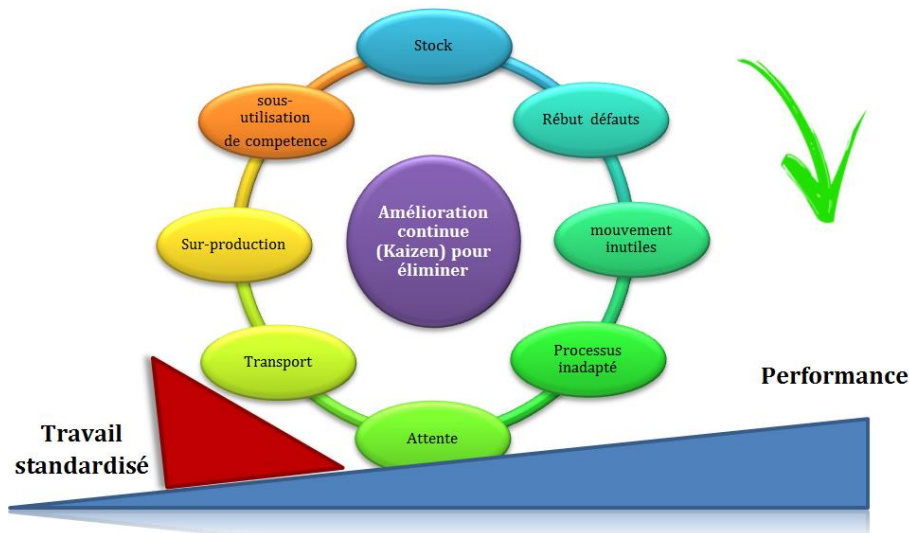 Stock
Rébut défauts
mouvement
inutiles
Processus
inadapté
Attente
Transport
Sur-production
sous-
utilisation
de competence
Amélioration
continue
(Kaizen) pour
éliminer
Performance
Travail
standardisé